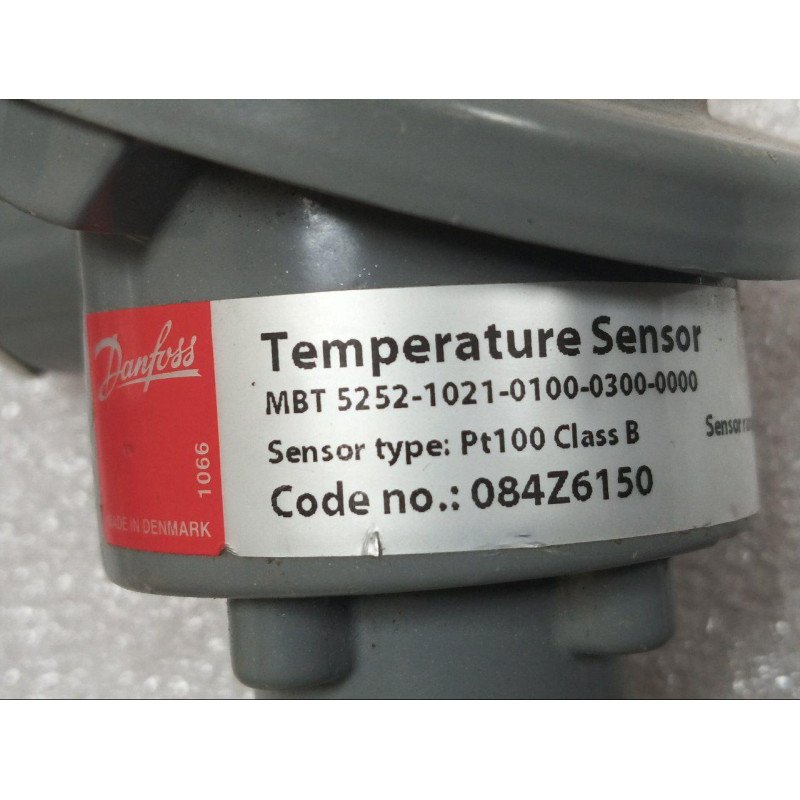 Danfoss
1066
MADE IN DENMARK
Temperature Sensor
MBT 5252-1021-0100-0300-0000
Sensor type: Pt100 Class B
Code no.: 084Z6150
Sensor